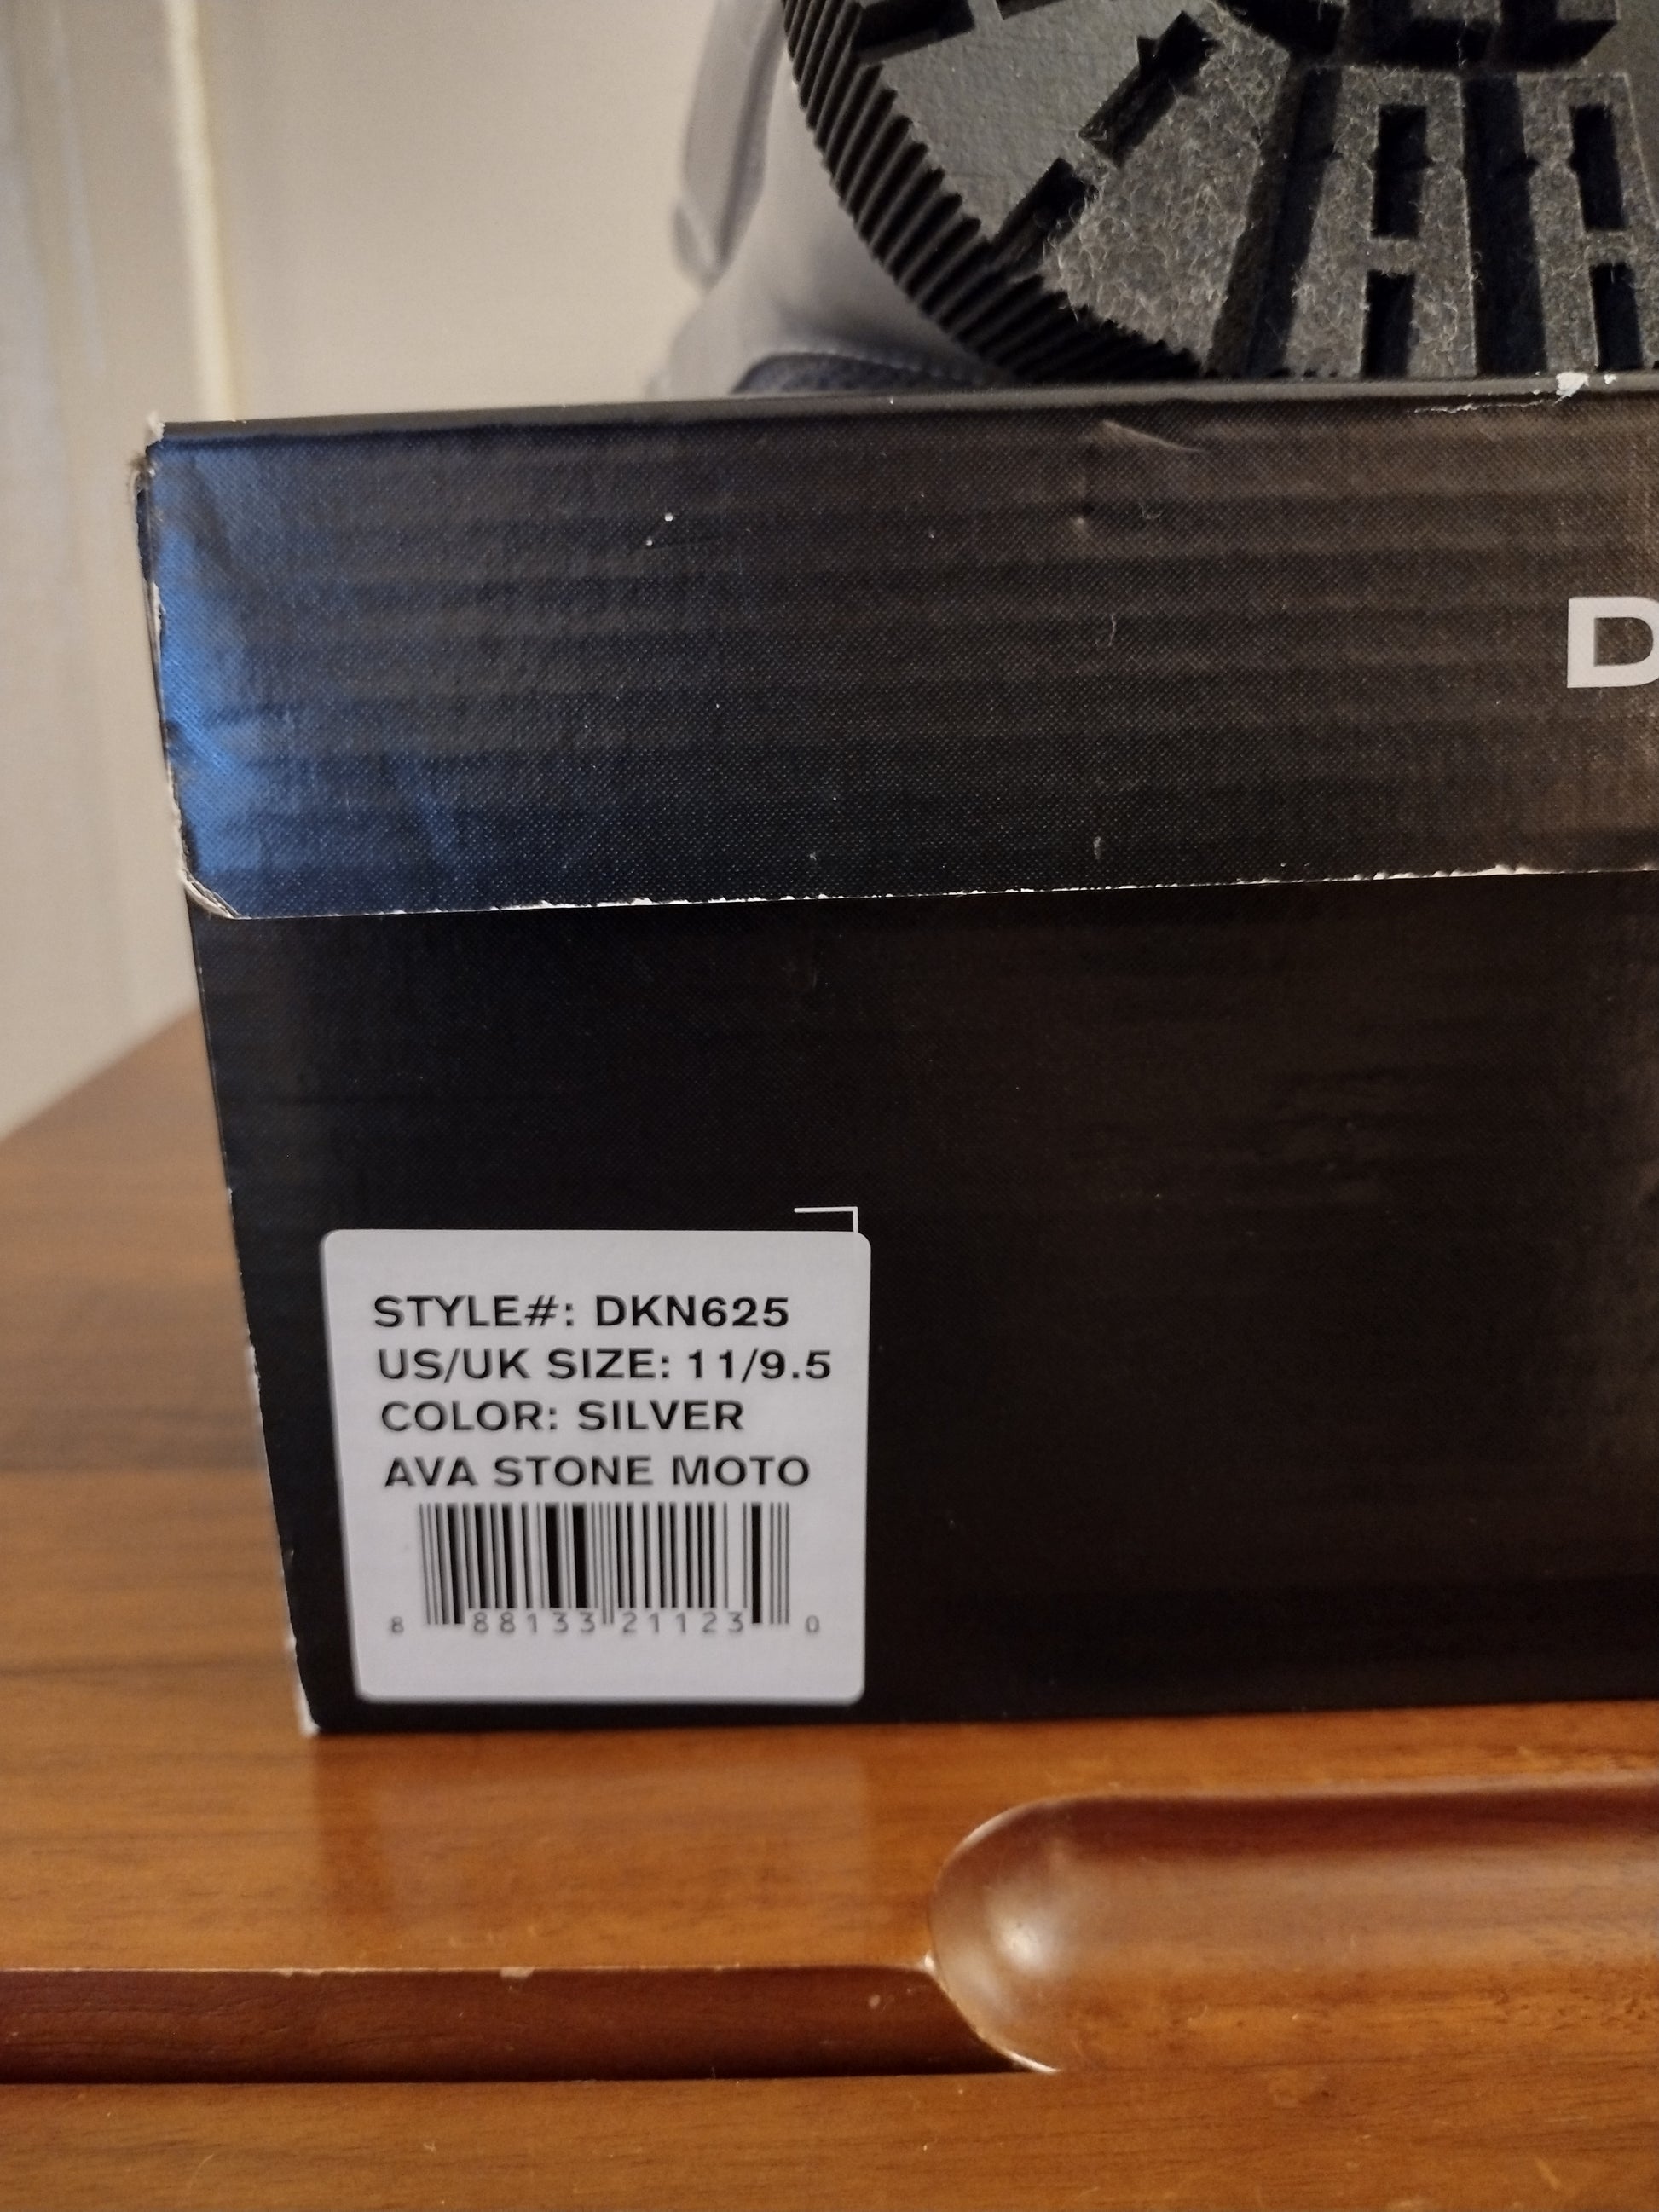 D
STYLE#: DKN625
US/UK SIZE: 11/9.5
COLOR: SILVER
AVA STONE MOTO
8 88133 21123 0